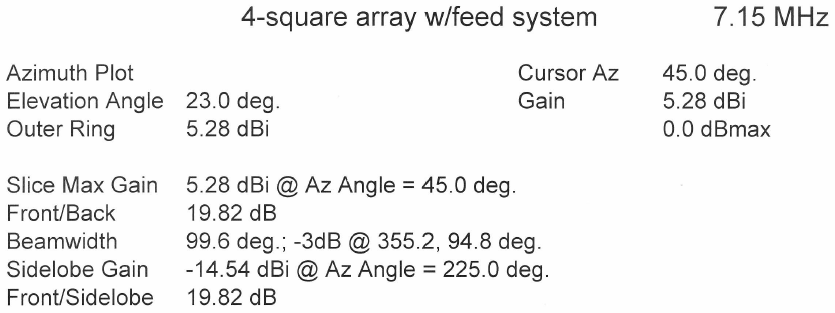 4-square array w/feed system 7.15 MHz
Azimuth Plot Cursor Az 45.0 deg.
Elevation Angle 23.0 deg. Gain 5.28 dBi
Outer Ring 5.28 dBi 0.0 dBmax
Slice Max Gain 5.28 dBi @ Az Angle = 45.0 deg.
Front/Back 19.82 dB
Beamwidth 99.6 deg.; -3dB @ 355.2, 94.8 deg.
Sidelobe Gain -14.54 dBi @ Az Angle = 225.0 deg.
Front/Sidelobe 19.82 dB